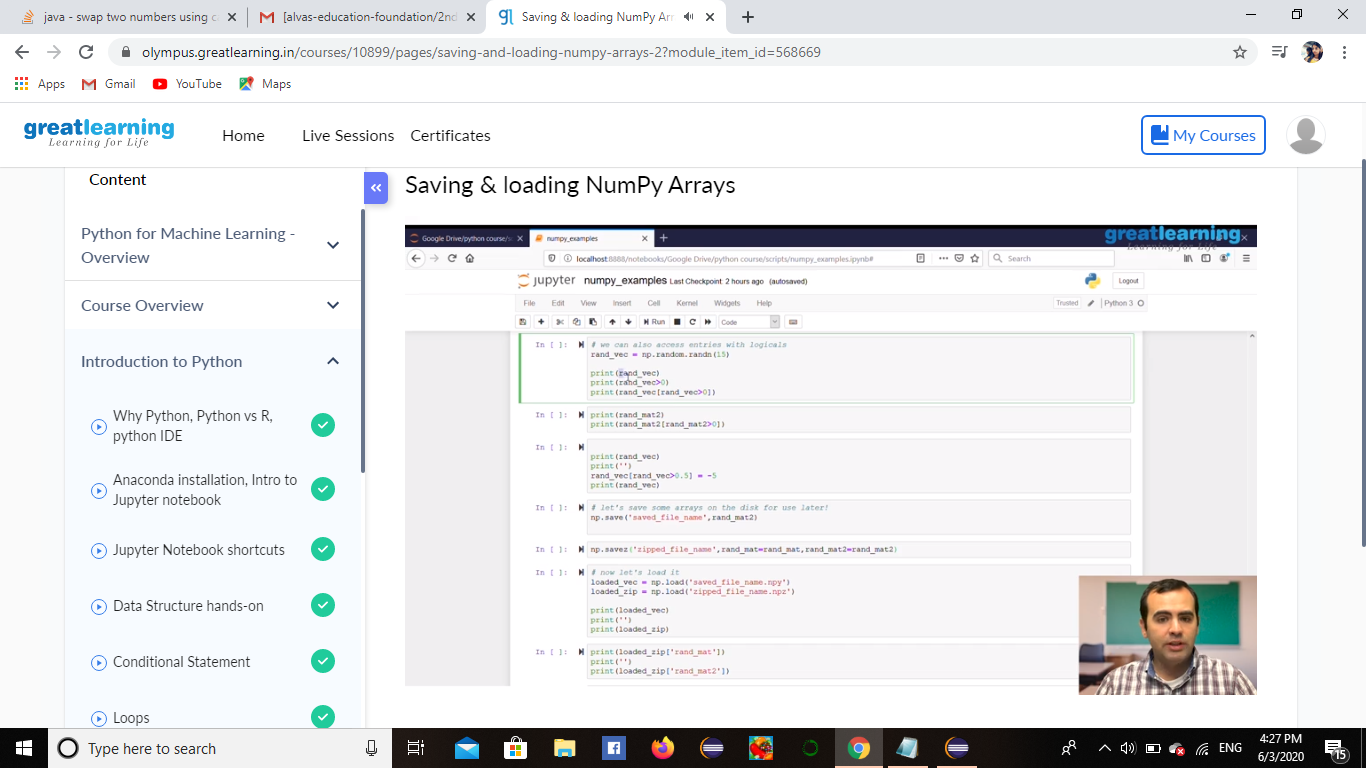 java - swap two numbers using c
[alvas-education-foundation/2nd
Saving & loading NumPy Arr
olympus.greatlearning.in/courses/10899/pages/saving-and-loading-numpy-arrays-2?module_item_id=568669
Apps
Gmail
YouTube
Maps
greatlearning
Learning for Life
Home
Live Sessions
Certificates
My Courses
Content
Python for Machine Learning -
Overview
Course Overview
Introduction to Python
Why Python, Python vs R,
python IDE
Anaconda installation, Intro to
Jupyter notebook
Jupyter Notebook shortcuts
Data Structure hands-on
Conditional Statement
Loops
Saving & loading NumPy Arrays
Google Drive/python course/sc
numpy_examples
greatlearning
Learning for Life
localhost:8888/notebooks/Google Drive/python course/scripts/numpy_examples.ipynb#
Search
jupyter numpy_examples Last Checkpoint: 2 hours ago (autosaved)
Logout
File Edit View Insert Cell Kernel Widgets Help
Trusted
Python 3
Run
Code
In [ ]:
# we can also access entries with logicals
rand_vec = np.random.randn(15)
print(rand_vec)
print(rand_vec>0)
print(rand_vec[rand_vec>0])
In [ ]:
print(rand_mat2)
print(rand_mat2[rand_mat2>0])
In [ ]:
print(rand_vec)
print('')
rand_vec[rand_vec>0.5] = -5
print(rand_vec)
In [ ]:
# let's save some arrays on the disk for use later!
np.save('saved_file_name',rand_mat2)
In [ ]:
np.savez('zipped_file_name',rand_mat=rand_mat,rand_mat2=rand_mat2)
In [ ]:
# now let's load it
loaded_vec = np.load('saved_file_name.npy')
loaded_zip = np.load('zipped_file_name.npz')
print(loaded_vec)
print('')
print(loaded_zip)
In [ ]:
print(loaded_zip['rand_mat'])
print('')
print(loaded_zip['rand_mat2'])
Type here to search
ENG
4:27 PM
6/3/2020
15